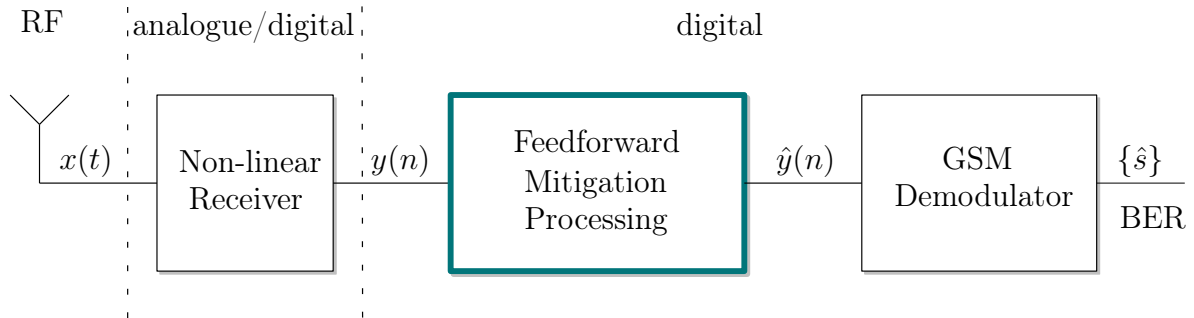 RF
analogue/digital
digital
x(t)
Non-linear
Receiver
y(n)
Feedforward
Mitigation
Processing
ŷ(n)
GSM
Demodulator
{ŝ}
BER